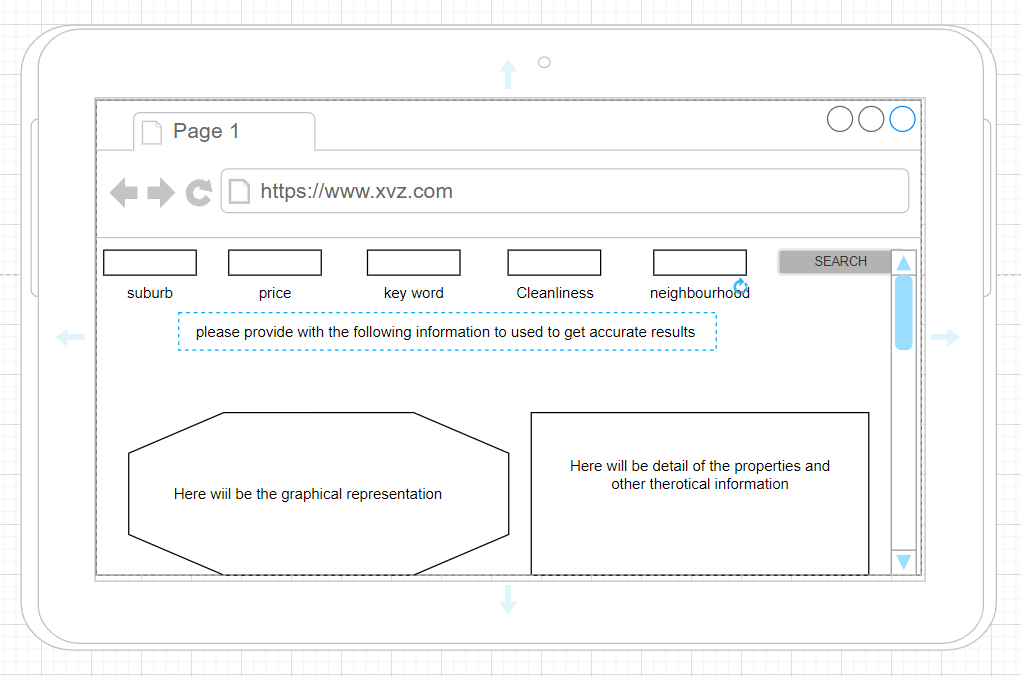 Page 1
https://www.xvz.com
SEARCH
suburb
price
key word
Cleanliness
neighbourhood
please provide with the following information to used to get accurate results
Here wiil be the graphical representation
Here will be detail of the properties and
other therotical information